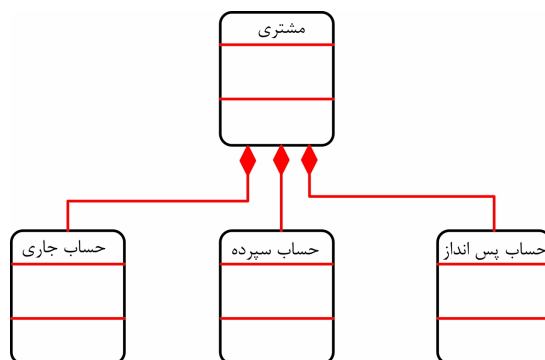 مشتری
حساب پس انداز
حساب سپرده
حساب جاری